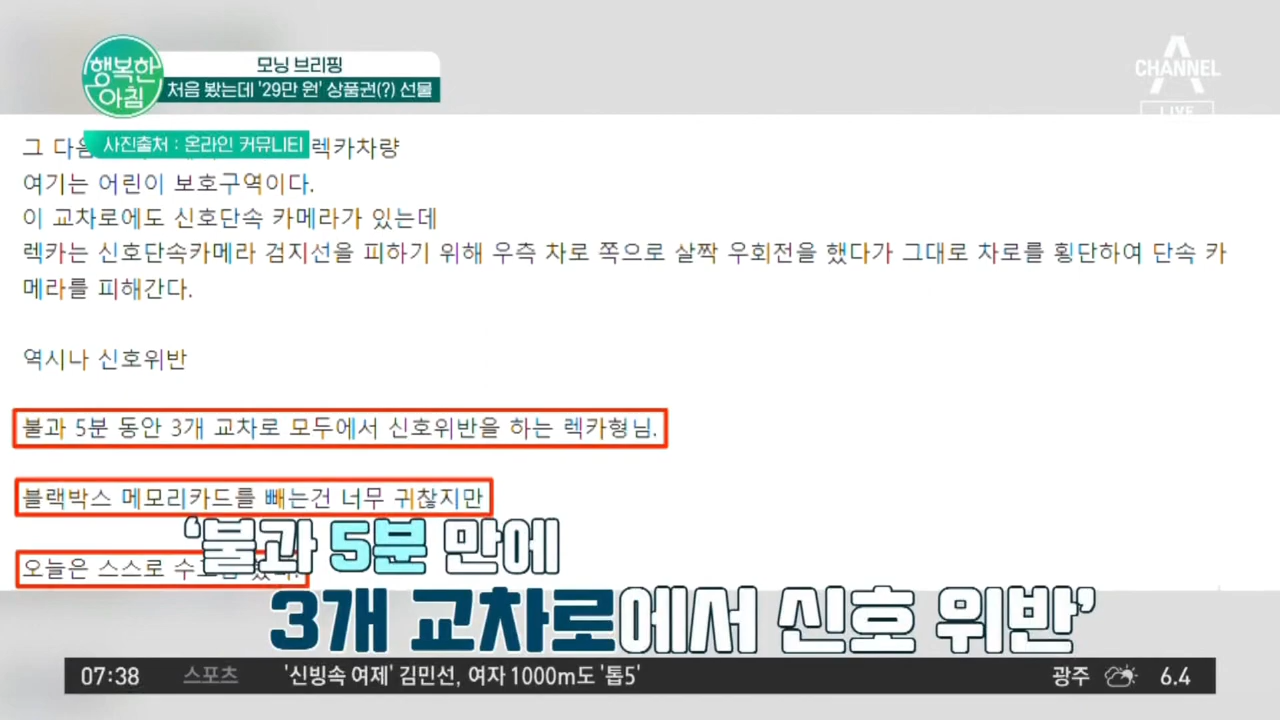 행복한
아침
모닝 브리핑
처음 봤는데 '29만 원' 상품권(?) 선물
CHANNEL A
LIVE
사진출처 : 온라인 커뮤니티
그 다음
렉카차량
여기는 어린이 보호구역이다.
이 교차로에도 신호단속 카메라가 있는데
렉카는 신호단속카메라 검지선을 피하기 위해 우측 차로 쪽으로 살짝 우회전을 했다가 그대로 차로를 횡단하여 단속 카
메라를 피해간다.
역시나 신호위반
불과 5분 동안 3개 교차로 모두에서 신호위반을 하는 렉카형님.
블랙박스 메모리카드를 빼는건 너무 귀찮지만
오늘은 스스로
'불과 5분 만에
3개 교차로에서 신호 위반'
07:38 스포츠 '신빙속 여제' 김민선, 여자 1000m도 '톱5' 광주 6.4